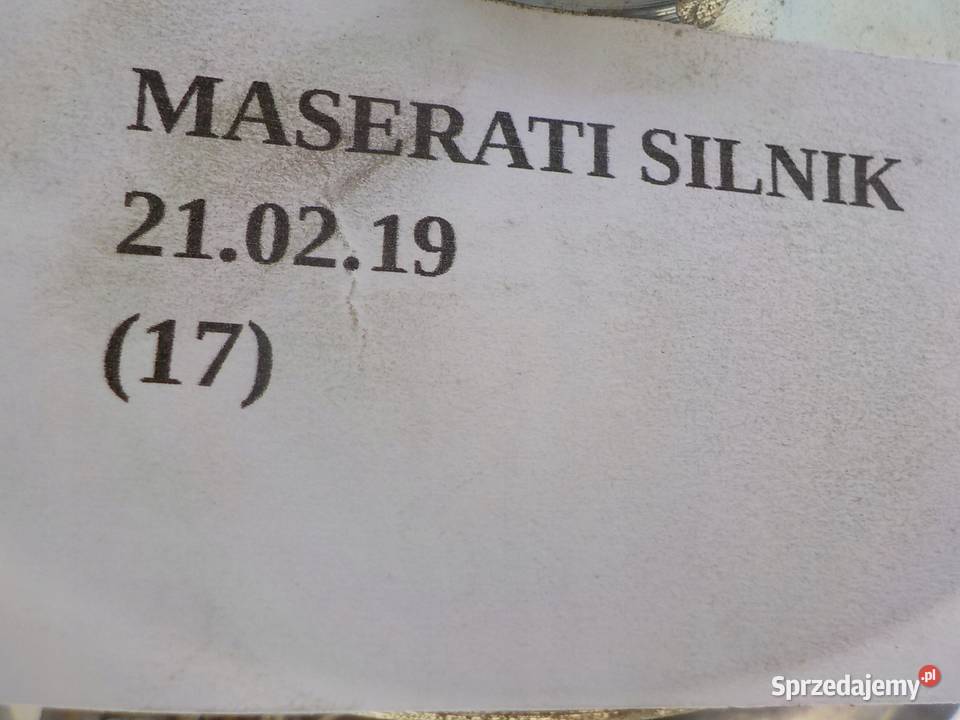 MASERATI SILNIK
21.02.19
(17)
Sprzedajemy.pl